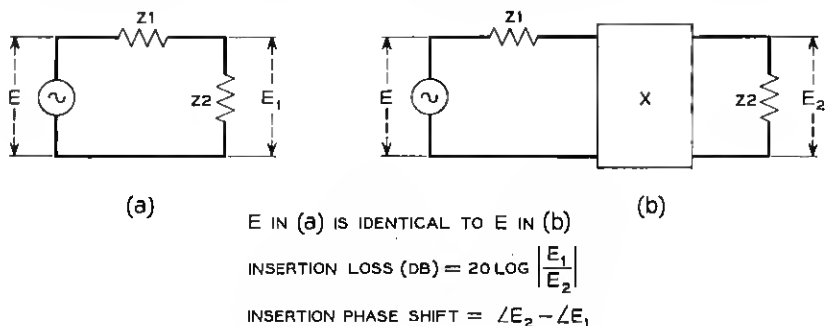 Z1
E
Z2
E₁
(a)
Z1
E
X
Z2
E₂
(b)
E IN (a) IS IDENTICAL TO E IN (b)
INSERTION LOSS (DB) = 20 LOG |E₁/E₂|
INSERTION PHASE SHIFT = ∠E₂ − ∠E₁